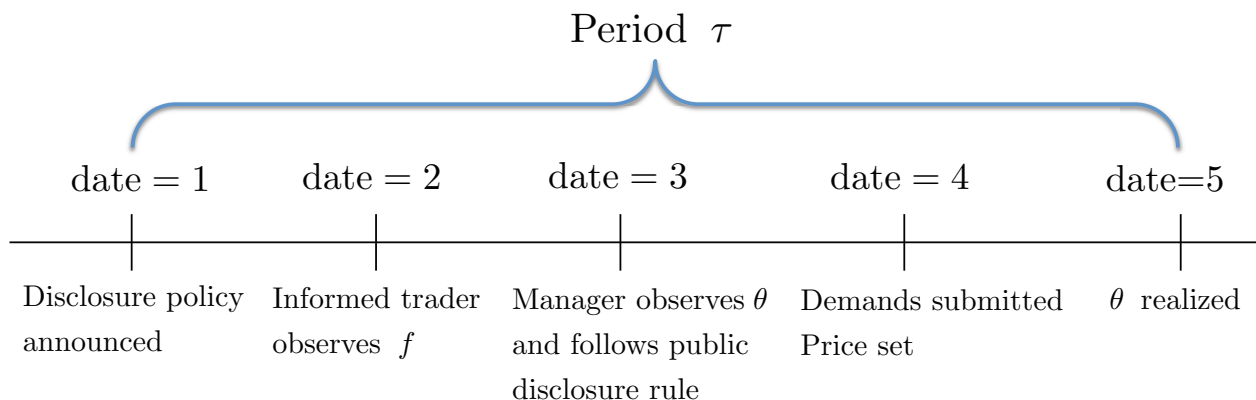 Period τ
date = 1
date = 2
date = 3
date = 4
date=5
Disclosure policy
announced
Informed trader
observes f
Manager observes θ
and follows public
disclosure rule
Demands submitted
Price set
θ realized